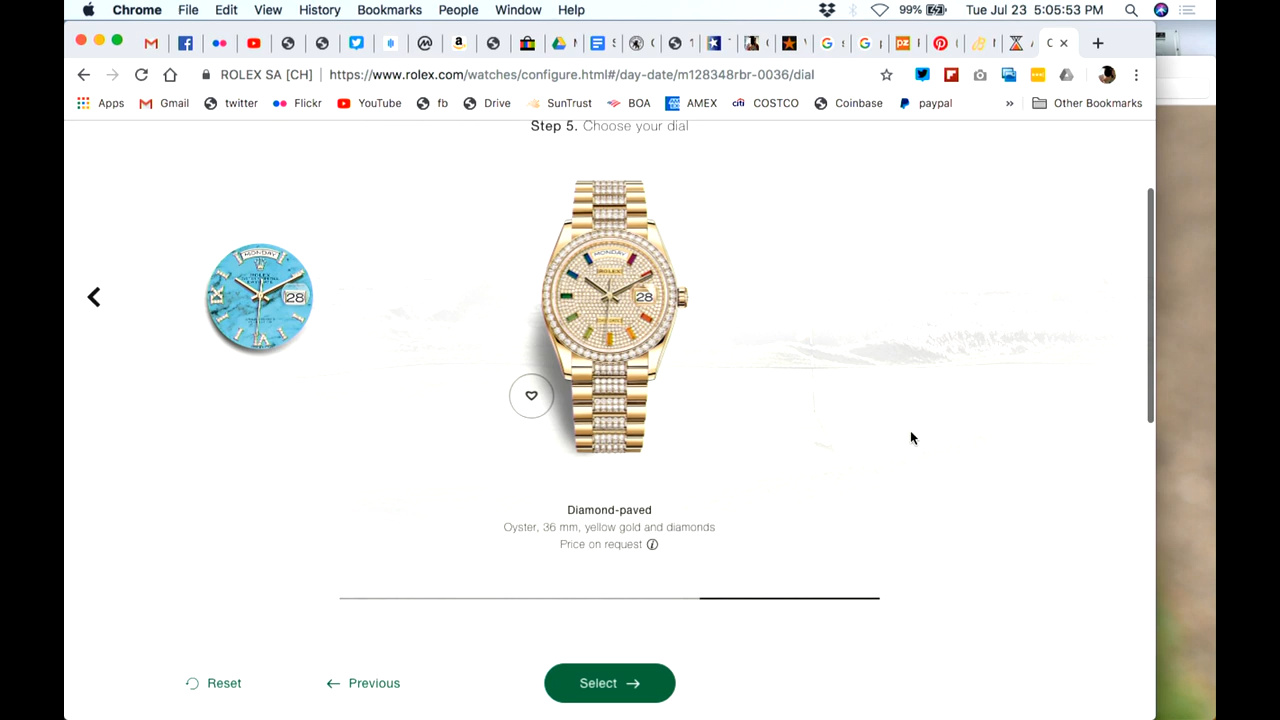 Chrome File Edit View History Bookmarks People Window Help 99% Tue Jul 23 5:05:53 PM
ROLEX SA [CH] https://www.rolex.com/watches/configure.html#/day-date/m128348rbr-0036/dial
Apps Gmail twitter Flickr YouTube fb Drive SunTrust BOA AMEX COSTCO Coinbase paypal » Other Bookmarks
Step 5. Choose your dial
MONDAY
28
MONDAY
ROLEX
28
Diamond-paved
Oyster, 36 mm, yellow gold and diamonds
Price on request
Reset
Previous
Select